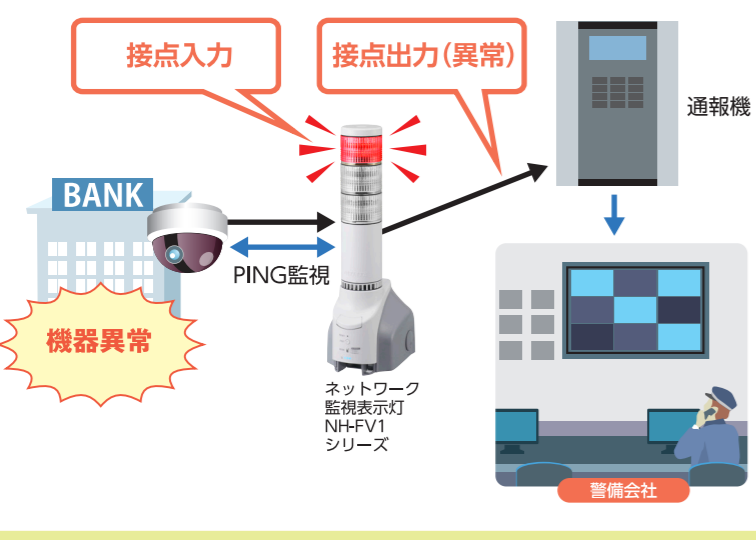 接点入力
接点出力(異常)
通報機
BANK
PING監視
機器異常
ネットワーク
監視表示灯
NH-FV1
シリーズ
警備会社